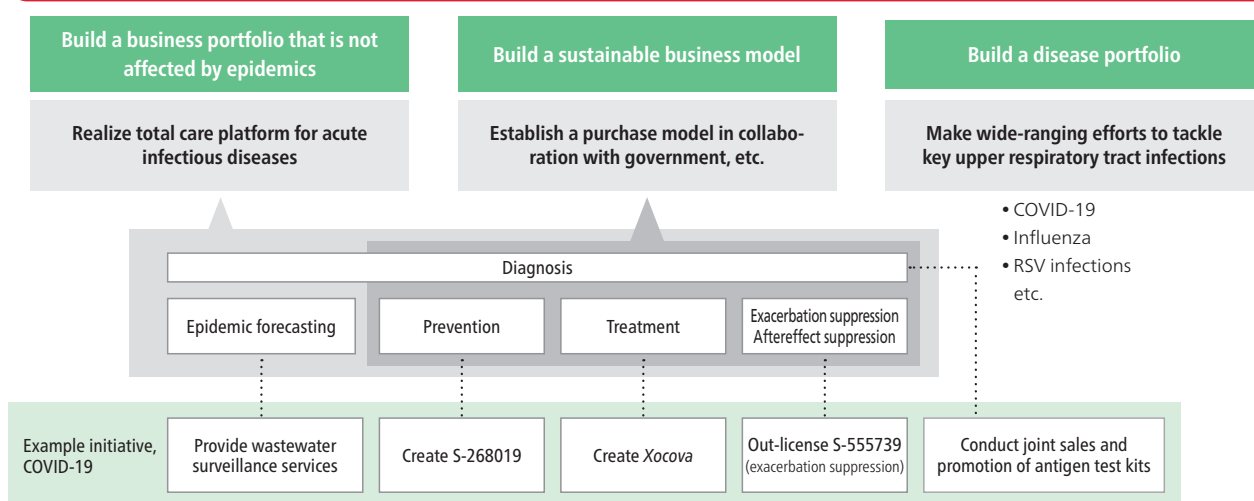 Build a business portfolio that is not
affected by epidemics
Build a sustainable business model
Build a disease portfolio
Realize total care platform for acute
infectious diseases
Establish a purchase model in collabo-
ration with government, etc.
Make wide-ranging efforts to tackle
key upper respiratory tract infections
• COVID-19
• Influenza
• RSV infections
etc.
Diagnosis
Epidemic forecasting
Prevention
Treatment
Exacerbation suppression
Aftereffect suppression
Example initiative,
COVID-19
Provide wastewater
surveillance services
Create S-268019
Create Xocova
Out-license S-555739
(exacerbation suppression)
Conduct joint sales and
promotion of antigen test kits